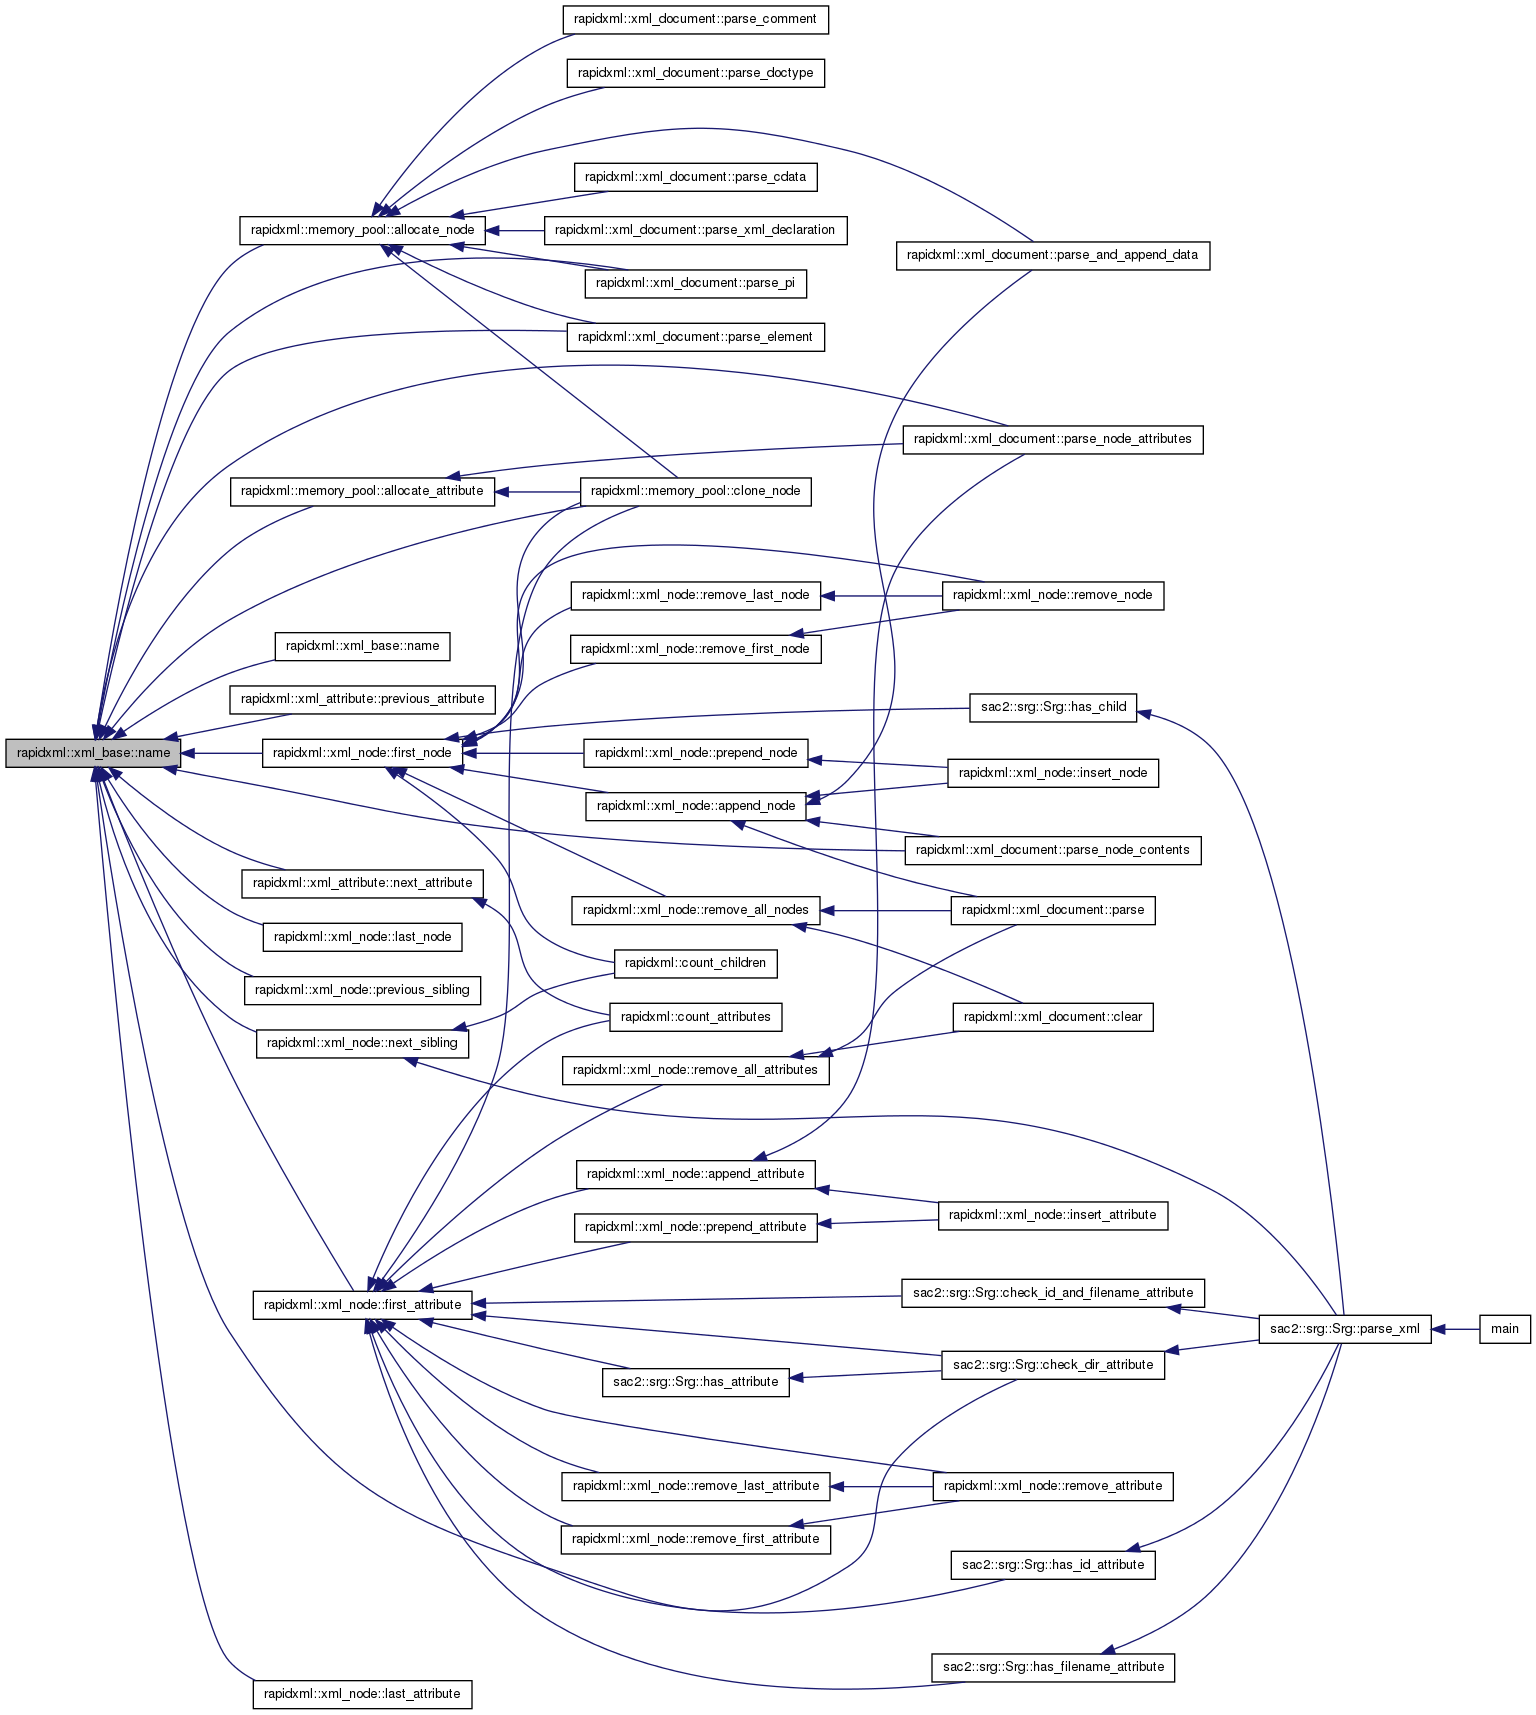 rapidxml::xml_document::parse_comment
rapidxml::xml_document::parse_doctype
rapidxml::xml_document::parse_cdata
rapidxml::memory_pool::allocate_node
rapidxml::xml_document::parse_xml_declaration
rapidxml::xml_document::parse_and_append_data
rapidxml::xml_document::parse_pi
rapidxml::xml_document::parse_element
rapidxml::xml_document::parse_node_attributes
rapidxml::memory_pool::allocate_attribute
rapidxml::memory_pool::clone_node
rapidxml::xml_node::remove_last_node
rapidxml::xml_node::remove_node
rapidxml::xml_base::name
rapidxml::xml_node::remove_first_node
rapidxml::xml_attribute::previous_attribute
sac2::srg::Srg::has_child
rapidxml::xml_base::name
rapidxml::xml_node::first_node
rapidxml::xml_node::prepend_node
rapidxml::xml_node::insert_node
rapidxml::xml_node::append_node
rapidxml::xml_document::parse_node_contents
rapidxml::xml_attribute::next_attribute
rapidxml::xml_node::remove_all_nodes
rapidxml::xml_document::parse
rapidxml::xml_node::last_node
rapidxml::count_children
rapidxml::xml_node::previous_sibling
rapidxml::count_attributes
rapidxml::xml_document::clear
rapidxml::xml_node::next_sibling
rapidxml::xml_node::remove_all_attributes
rapidxml::xml_node::append_attribute
rapidxml::xml_node::insert_attribute
rapidxml::xml_node::prepend_attribute
sac2::srg::Srg::check_id_and_filename_attribute
rapidxml::xml_node::first_attribute
sac2::srg::Srg::parse_xml
main
sac2::srg::Srg::check_dir_attribute
sac2::srg::Srg::has_attribute
rapidxml::xml_node::remove_last_attribute
rapidxml::xml_node::remove_attribute
rapidxml::xml_node::remove_first_attribute
sac2::srg::Srg::has_id_attribute
sac2::srg::Srg::has_filename_attribute
rapidxml::xml_node::last_attribute